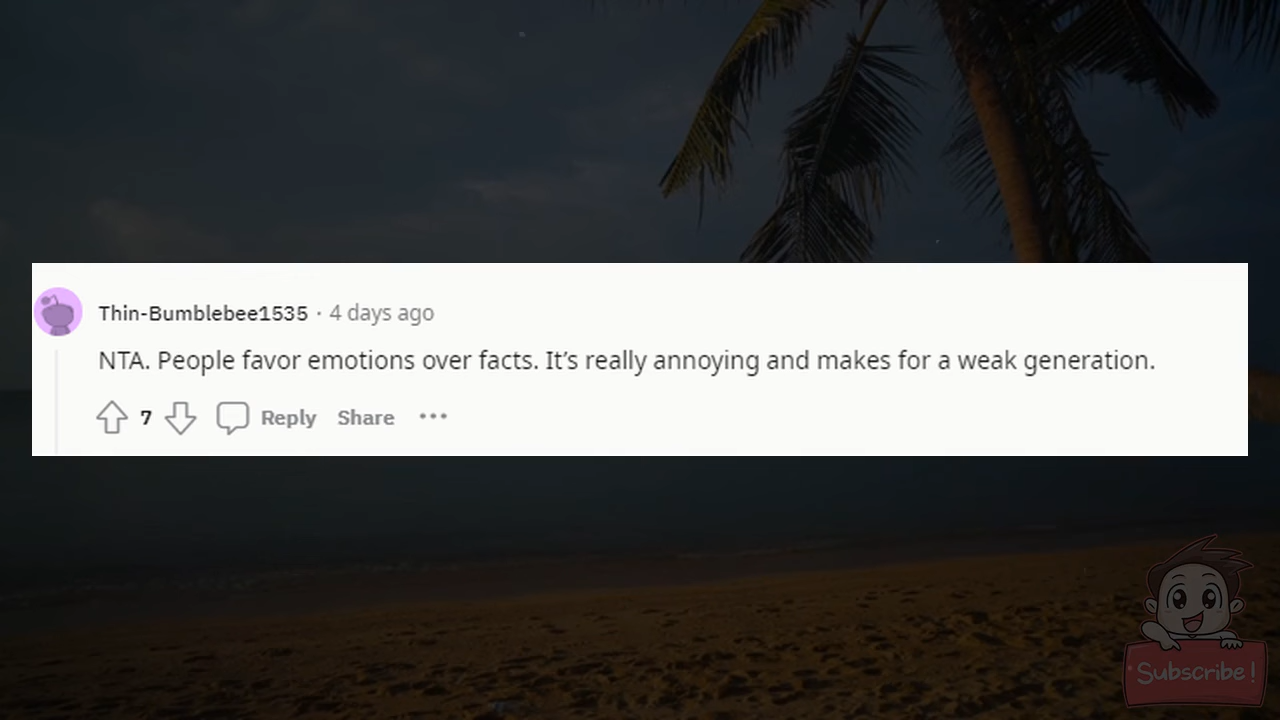 Thin-Bumblebee1535 · 4 days ago
NTA. People favor emotions over facts. It’s really annoying and makes for a weak generation.
7 Reply Share •••
Subscribe!